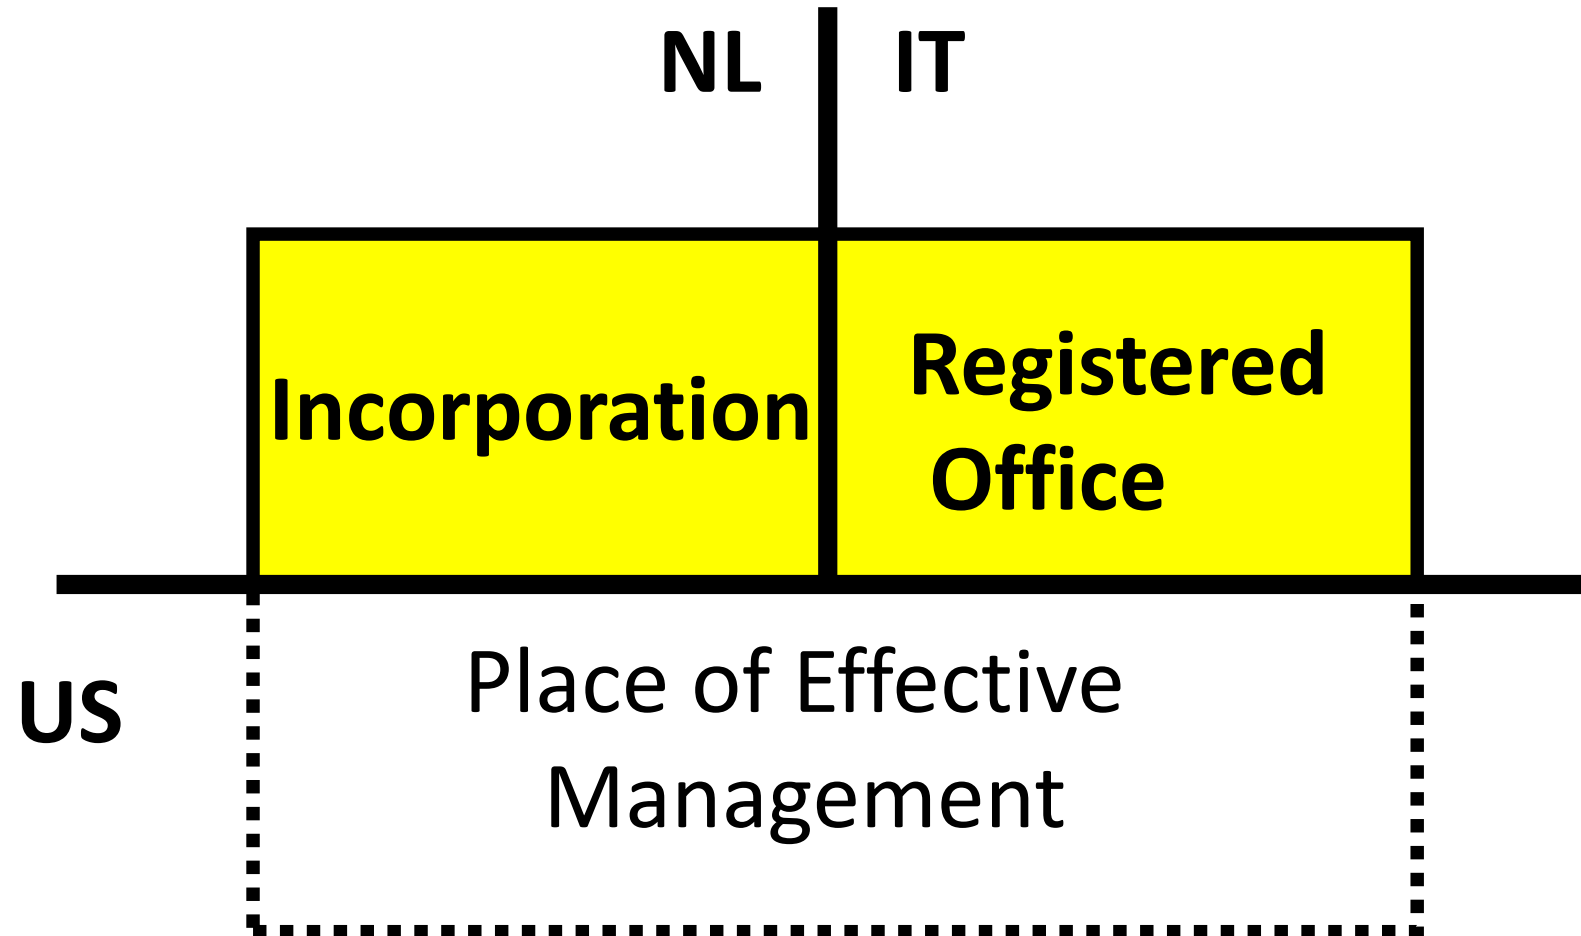 NL
IT
Incorporation
Registered
Office
US
Place of Effective
Management